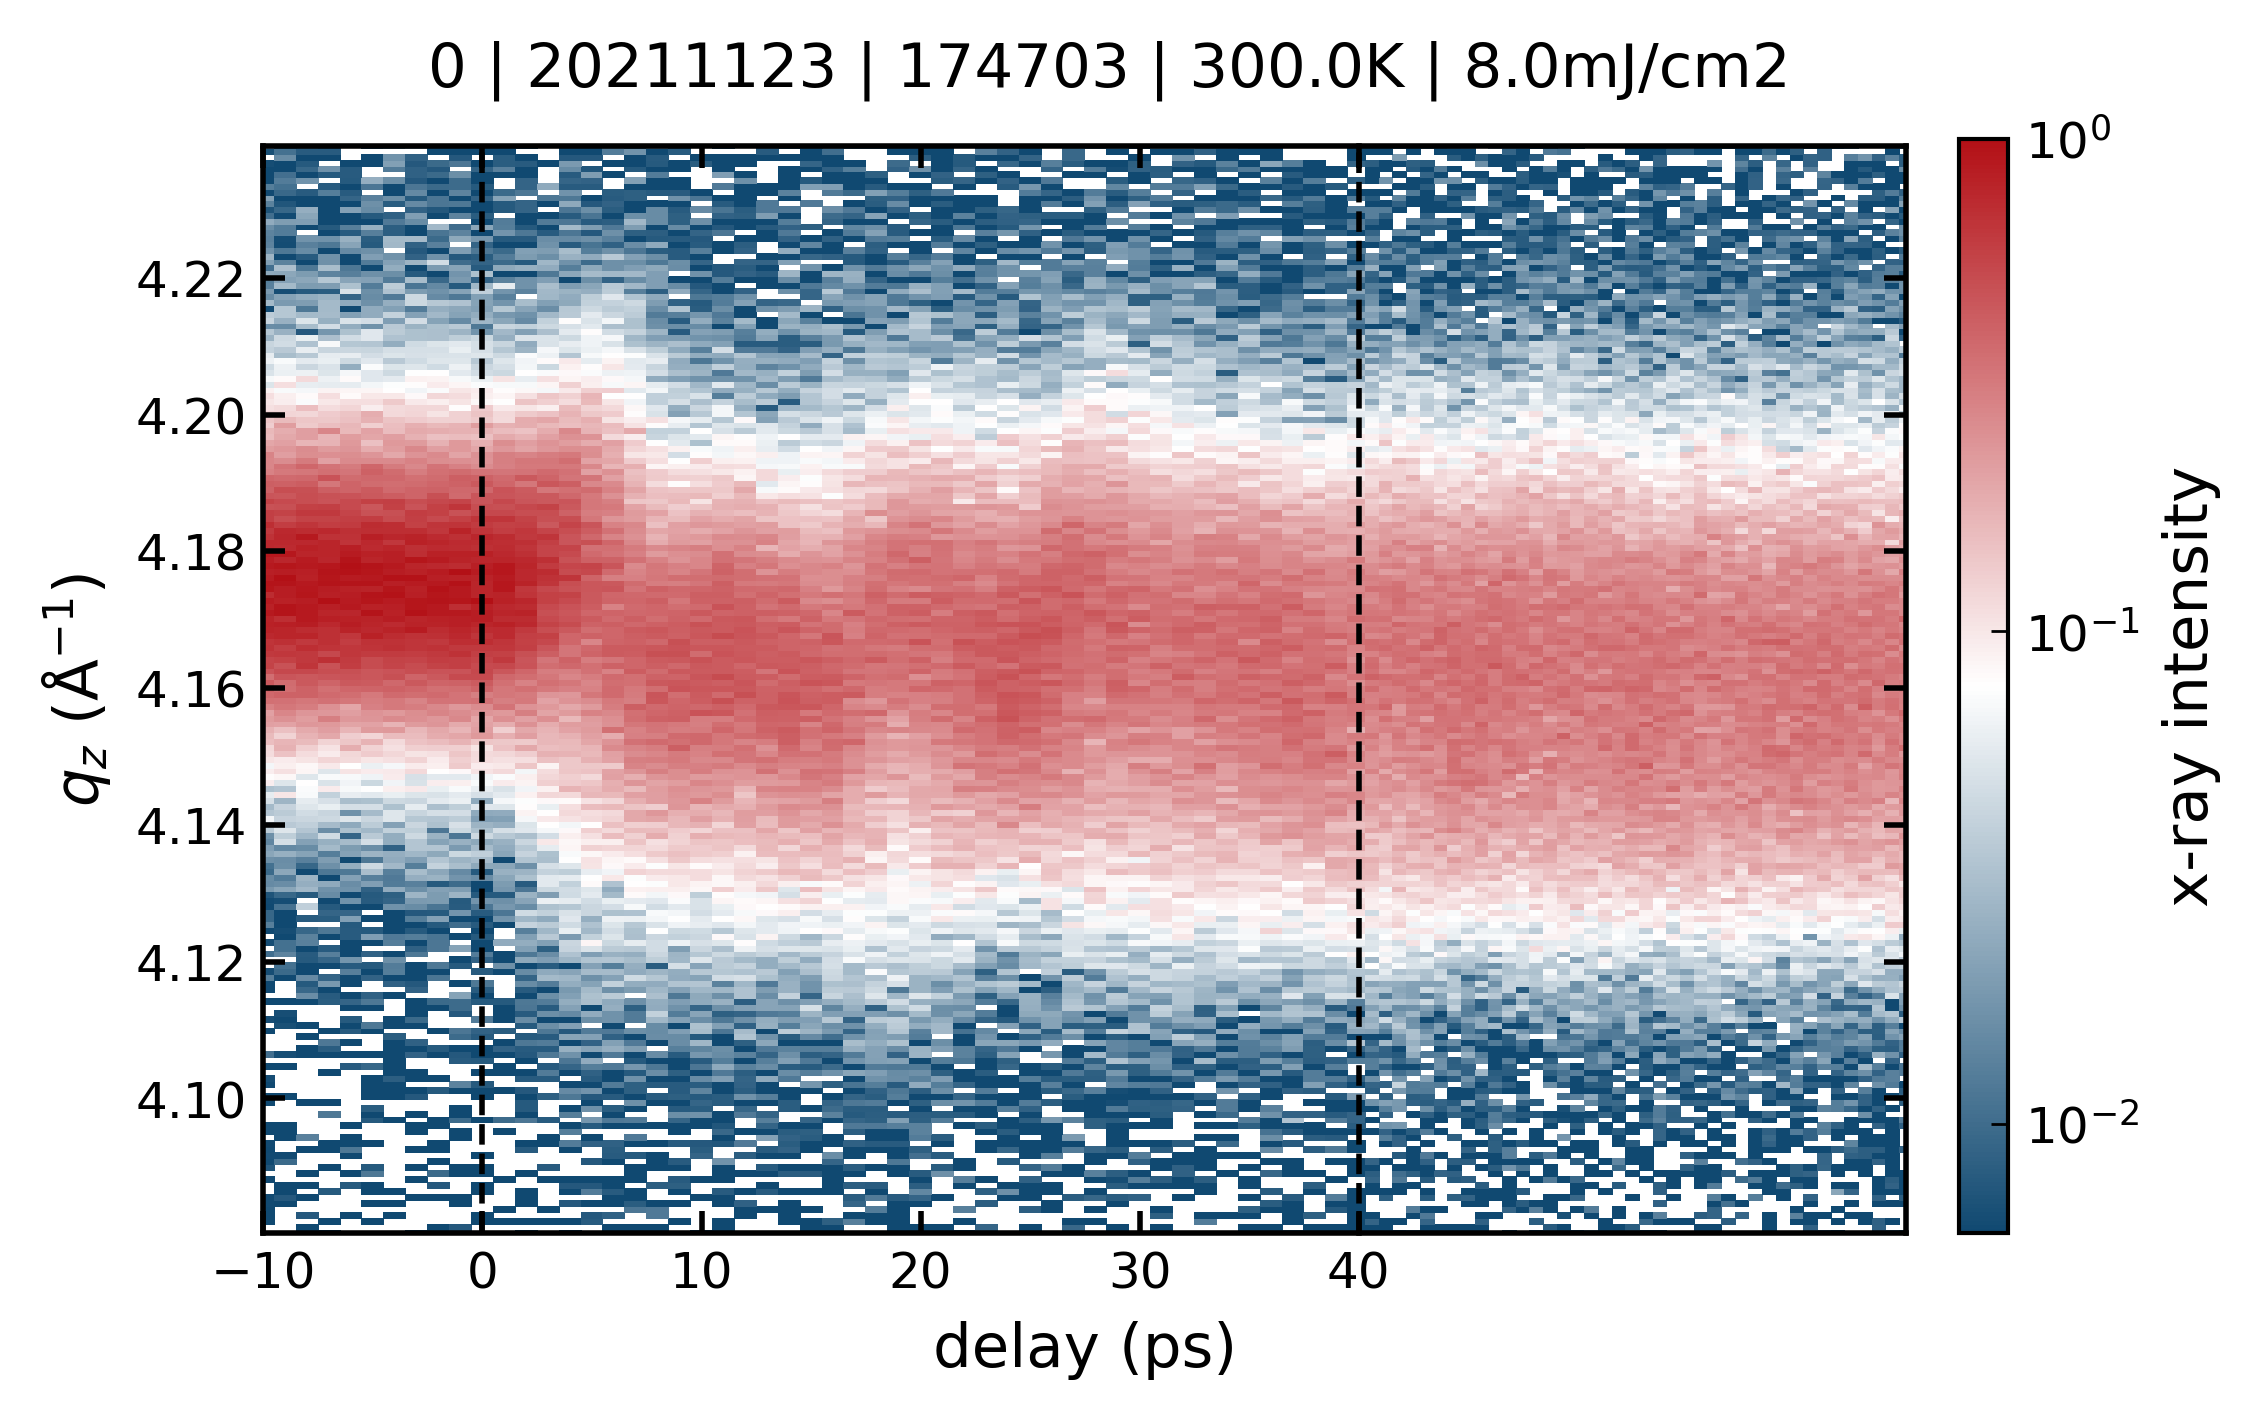 0 | 20211123 | 174703 | 300.0K | 8.0mJ/cm2
10⁰
4.22
4.20
4.18
10⁻¹
4.16
4.14
4.12
10⁻²
4.10
q_z (Å⁻¹)
x-ray intensity
−10 0 10 20 30 40
delay (ps)